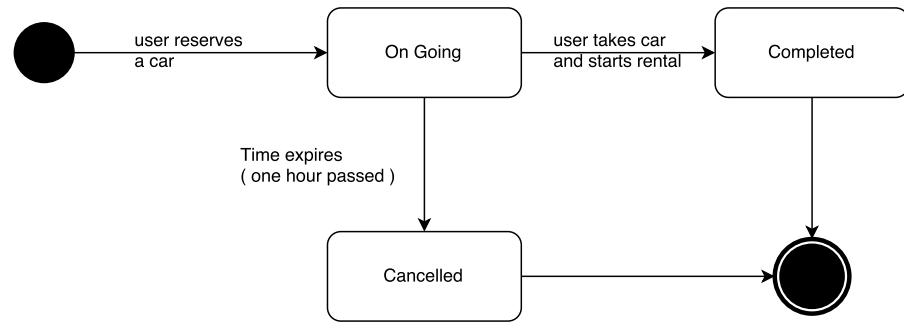 user reserves
a car
On Going
user takes car
and starts rental
Completed
Time expires
( one hour passed )
Cancelled